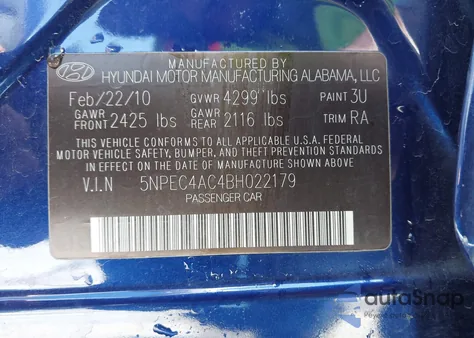 MANUFACTURED BY
HYUNDAI MOTOR MANUFACTURING ALABAMA, LLC
Feb/22/10 GVWR 4299 lbs PAINT 3U
GAWR FRONT 2425 lbs GAWR REAR 2116 lbs TRIM RA
THIS VEHICLE CONFORMS TO ALL APPLICABLE U.S.A. FEDERAL
MOTOR VEHICLE SAFETY, BUMPER, AND THEFT PREVENTION STANDARDS
IN EFFECT ON THE DATE OF MANUFACTURE SHOWN ABOVE.
V.I.N 5NPEC4AC4BH022179
PASSENGER CAR
autoSnap